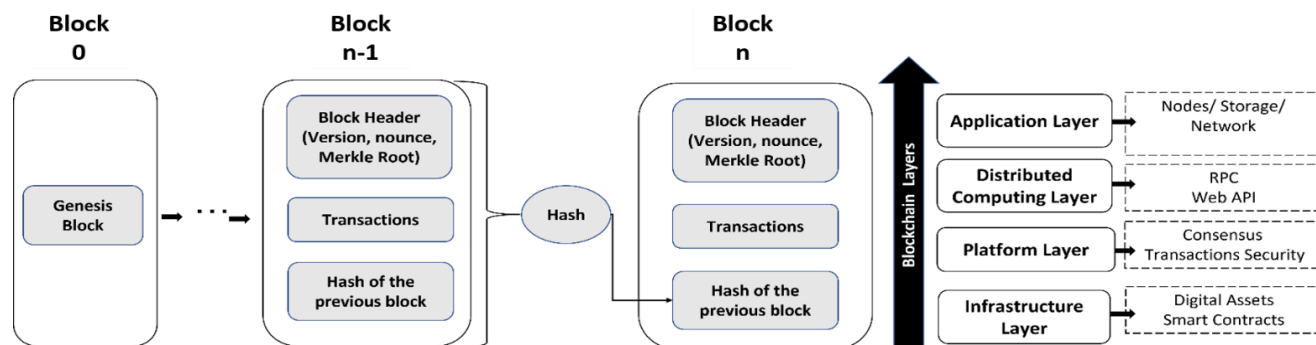 Block
0
Genesis
Block
Block
n-1
Block Header
(Version, nounce,
Merkle Root)
Transactions
Hash of the
previous block
Hash
Block
n
Block Header
(Version, nounce,
Merkle Root)
Transactions
Hash of the
previous block
Blockchain Layers
Application Layer
Nodes/ Storage/
Network
Distributed
Computing Layer
RPC
Web API
Platform Layer
Consensus
Transactions Security
Infrastructure
Layer
Digital Assets
Smart Contracts